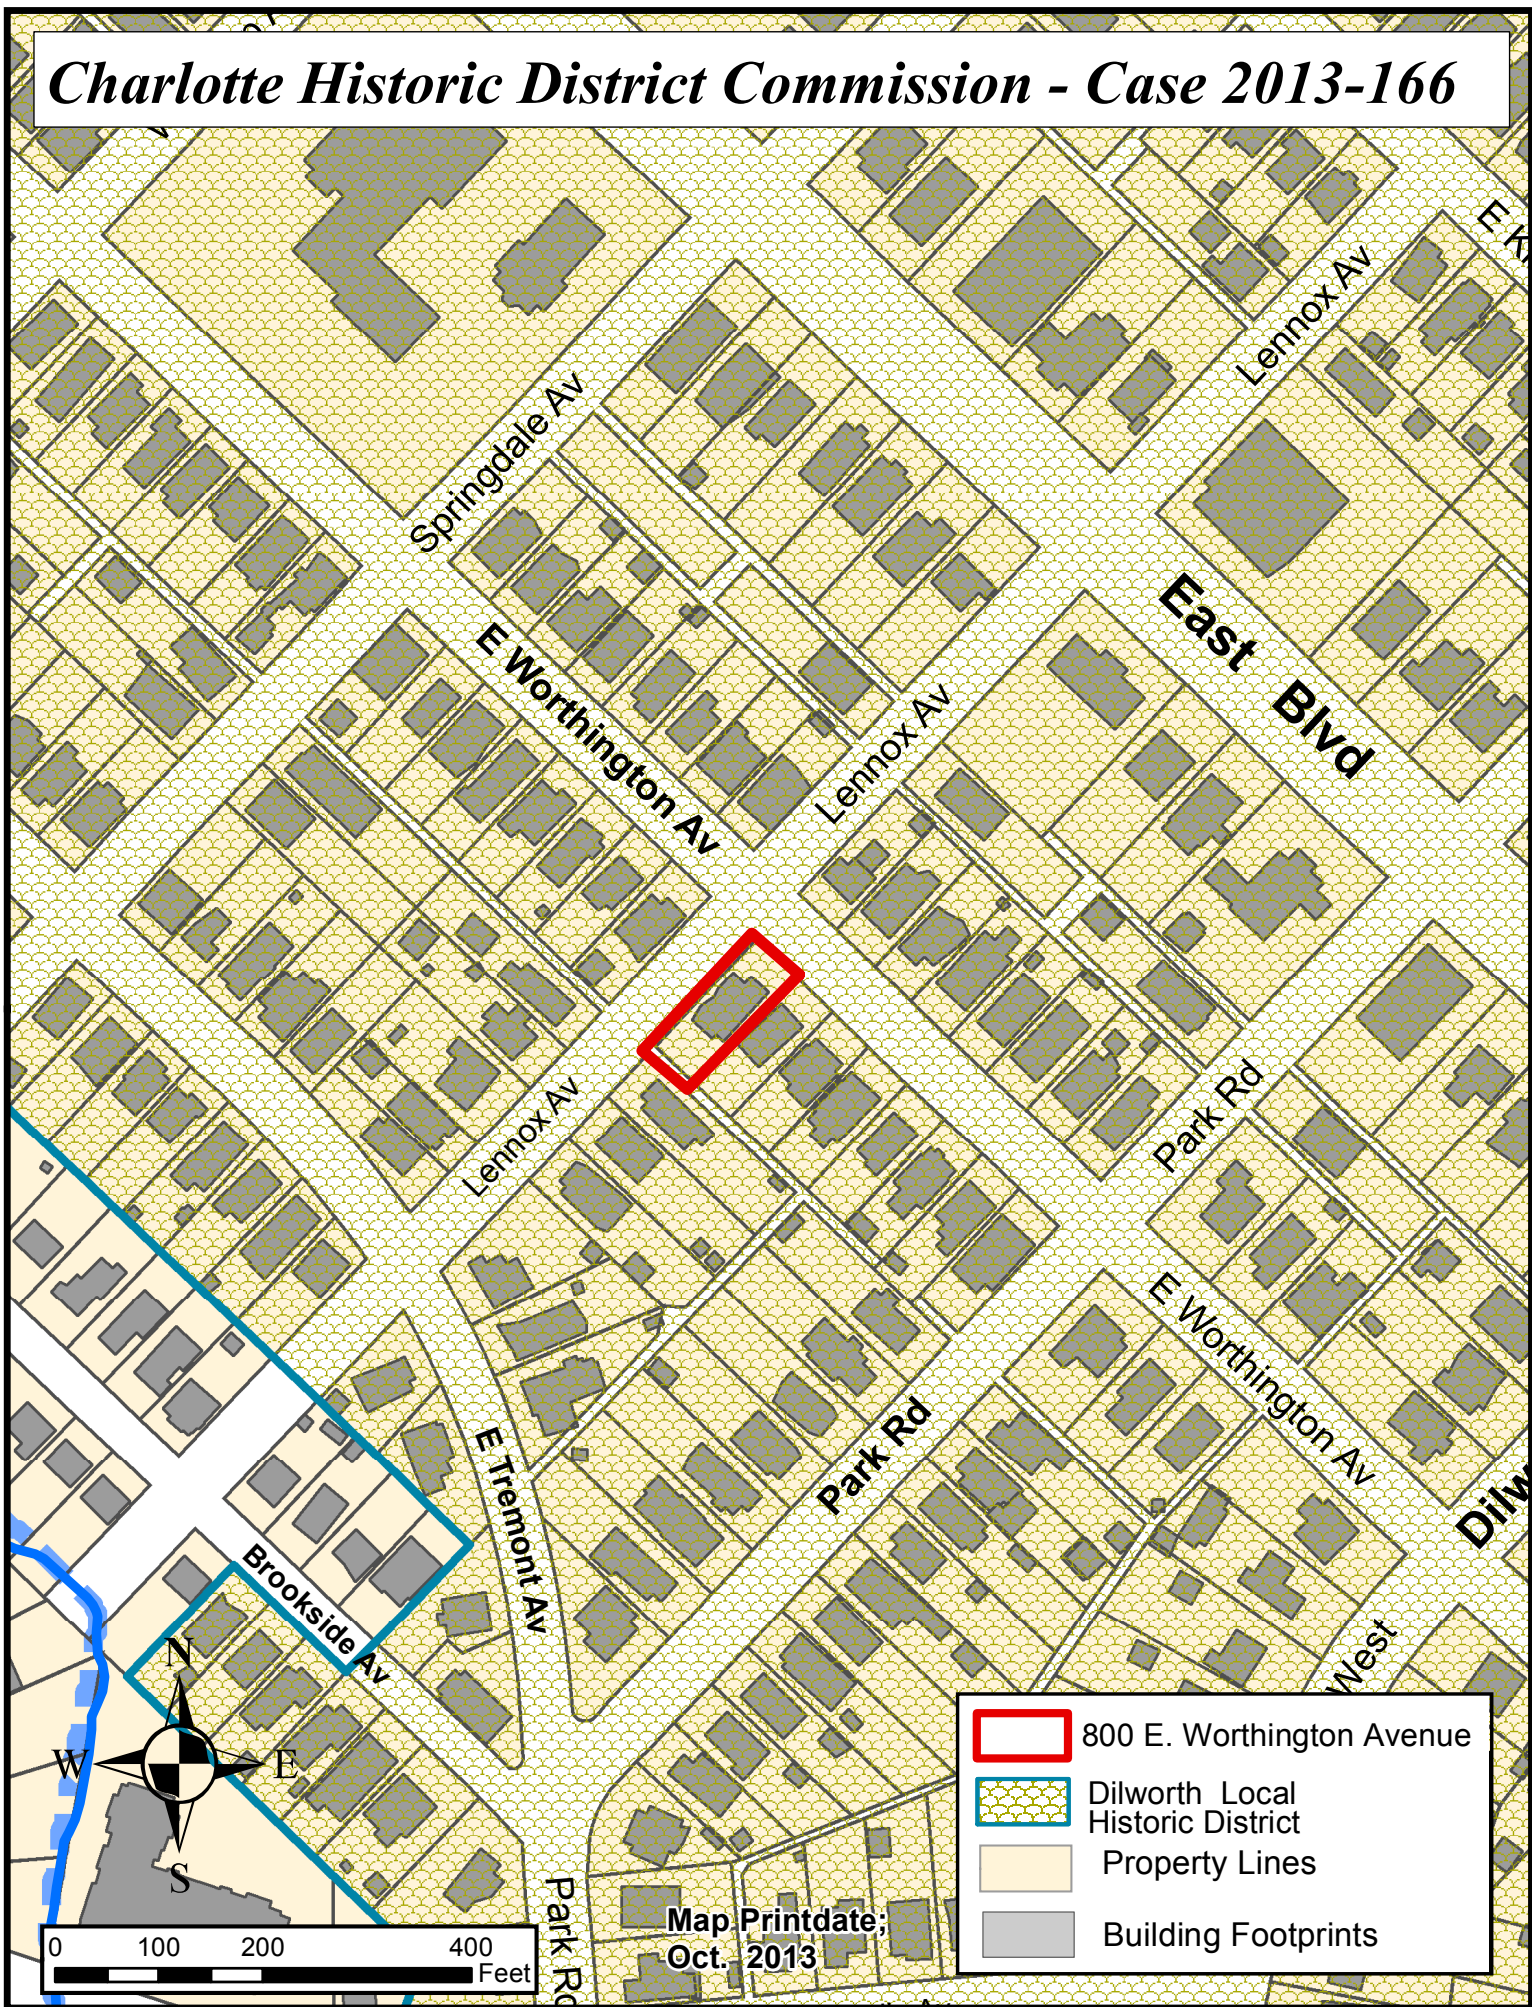 Charlotte Historic District Commission - Case 2013-166
Lennox Av
Springdale Av
East Blvd
E Worthington Av
Lennox Av
Park Rd
Lennox Av
E Worthington Av
Park Rd
E Tremont Av
Brookside Av
West
N
W E
S
800 E. Worthington Avenue
Dilworth Local
Historic District
Property Lines
Building Footprints
Park
Map Printdate;
Oct. 2013
0 100 200 400
Feet